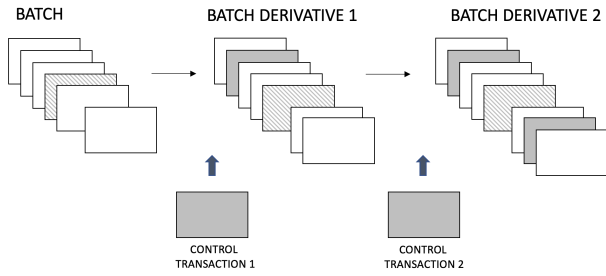 BATCH
BATCH DERIVATIVE 1
BATCH DERIVATIVE 2
CONTROL
TRANSACTION 1
CONTROL
TRANSACTION 2